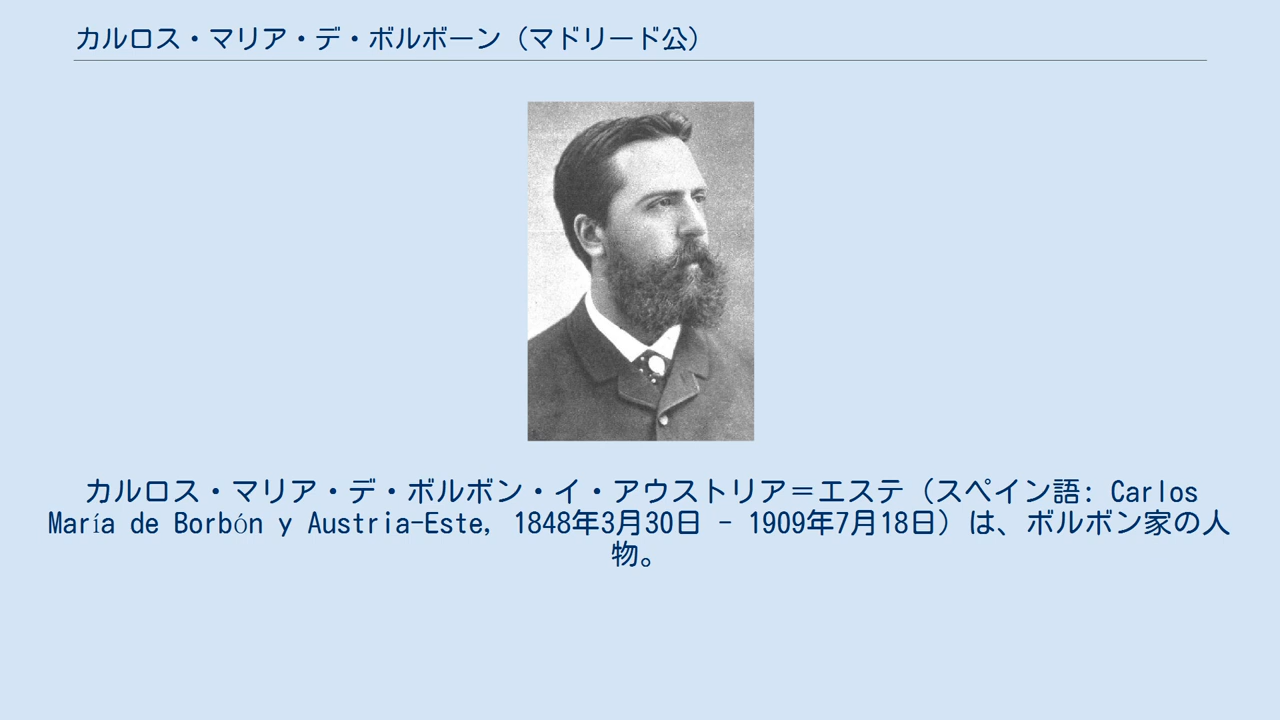 カルロス・マリア・デ・ボルボーン（マドリード公）
カルロス・マリア・デ・ボルボン・イ・アウストリア＝エステ（スペイン語: Carlos
María de Borbón y Austria-Este, 1848年3月30日 - 1909年7月18日）は、ボルボン家の人
物。